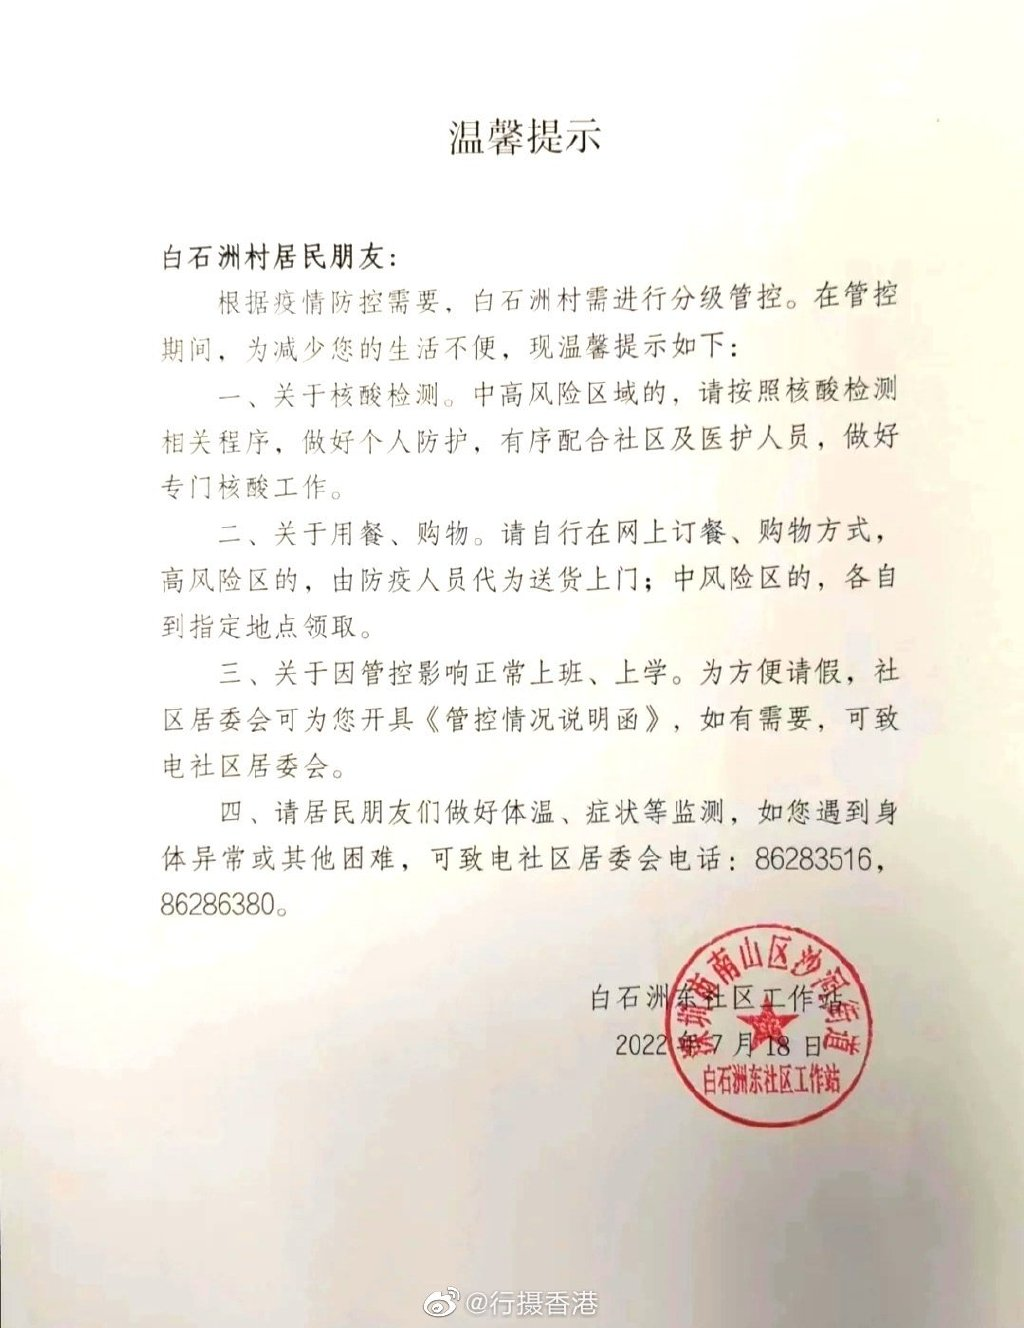 温馨提示
白石洲村居民朋友：
根据疫情防控需要，白石洲村需进行分级管控。在管控
期间，为减少您的生活不便，现温馨提示如下：
一、关于核酸检测。中高风险区域的，请按照核酸检测
相关程序，做好个人防护，有序配合社区及医护人员，做好
专门核酸工作。
二、关于用餐、购物。请自行在网上订餐、购物方式，
高风险区的，由防疫人员代为送货上门；中风险区的，各自
到指定地点领取。
三、关于因管控影响正常上班、上学。为方便请假，社
区居委会可为您开具《管控情况说明函》，如有需要，可致
电社区居委会。
四、请居民朋友们做好体温、症状等监测，如您遇到身
体异常或其他困难，可致电社区居委会电话：86283516，
86286380。
白石洲东社区工作站
2022年7月18日
深圳市南山区沙河街道
白石洲东社区工作站
@行摄香港